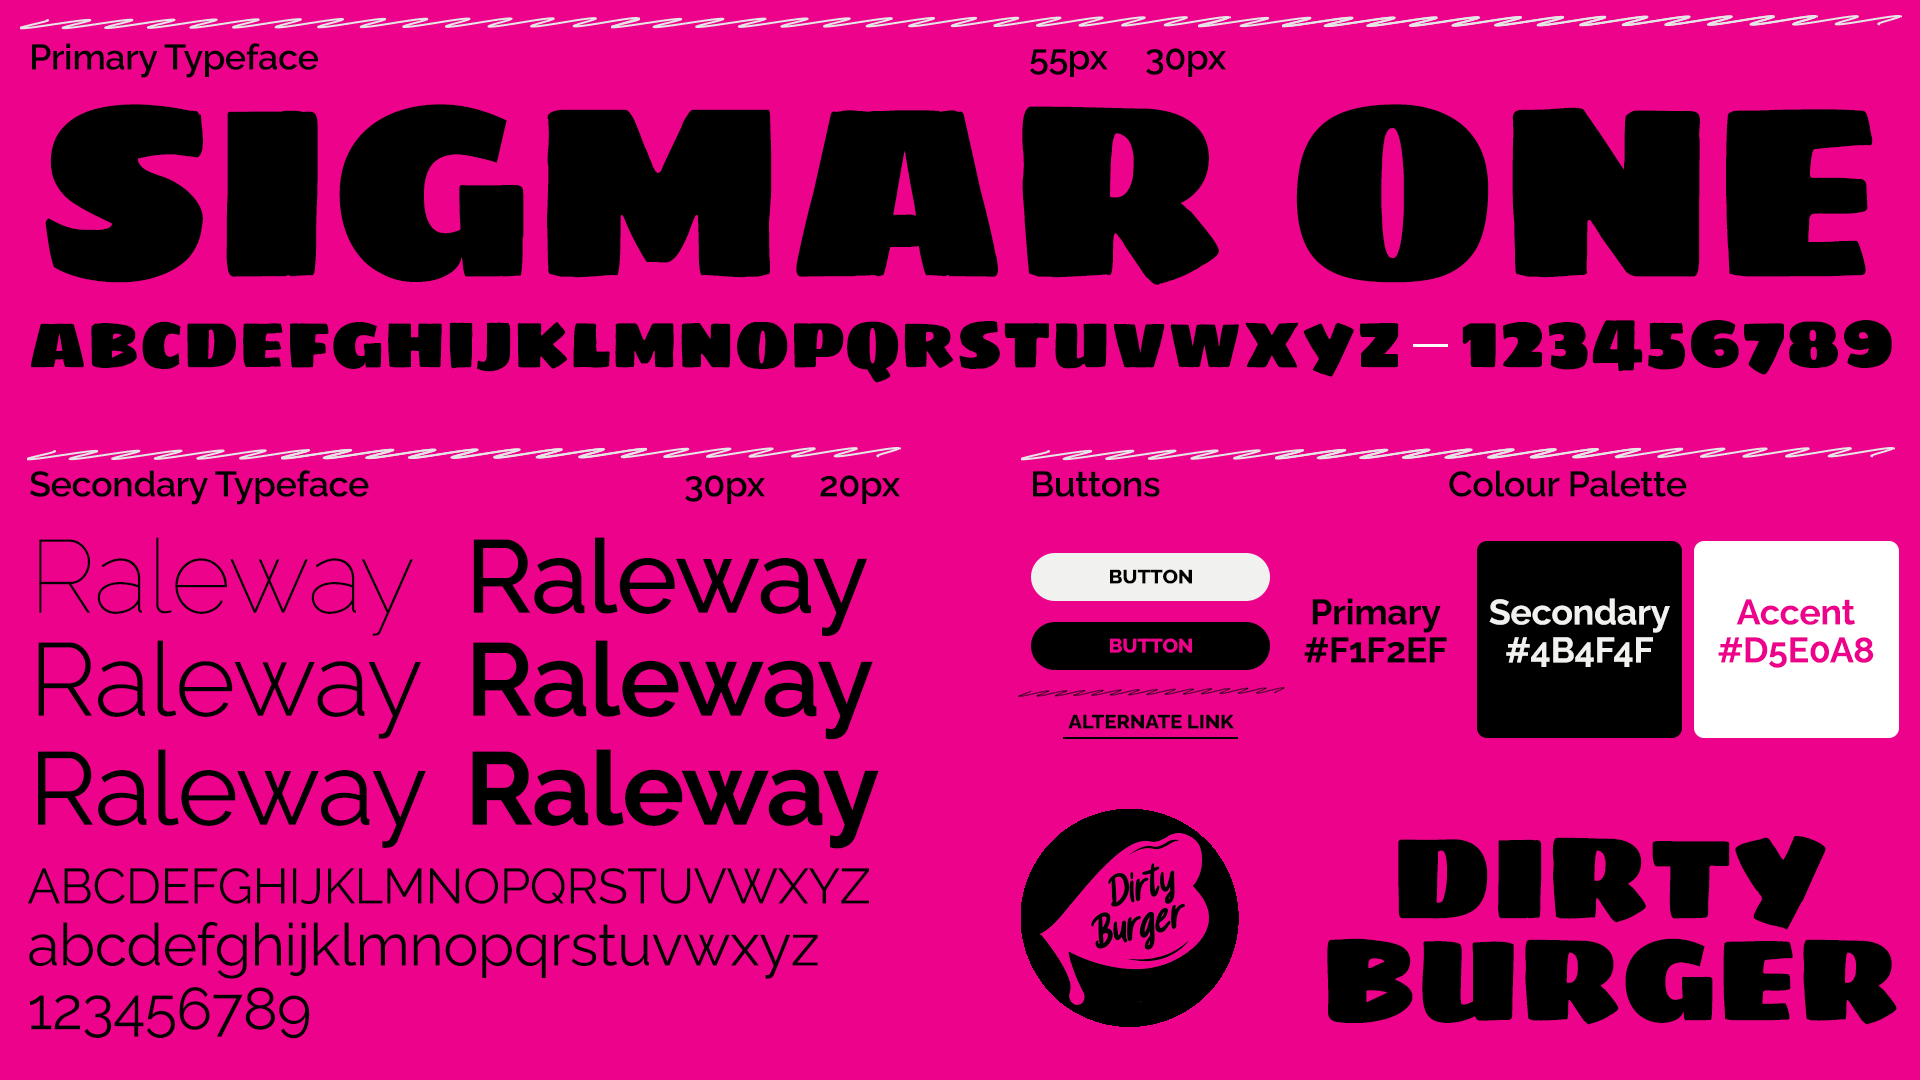 Primary Typeface 55px 30px
SIGMAR ONE
ABCDEFGHIJKLMNOPQRSTUVWXYZ — 123456789
Secondary Typeface 30px 20px
Raleway Raleway
Raleway Raleway
Raleway Raleway
ABCDEFGHIJKLMNOPQRSTUVWXYZ
abcdefghijklmnopqrstuvwxyz
123456789
Buttons
BUTTON
BUTTON
ALTERNATE LINK
Colour Palette
Primary
#F1F2EF
Secondary
#4B4F4F
Accent
#D5E0A8
Dirty
Burger
DIRTY
BURGER